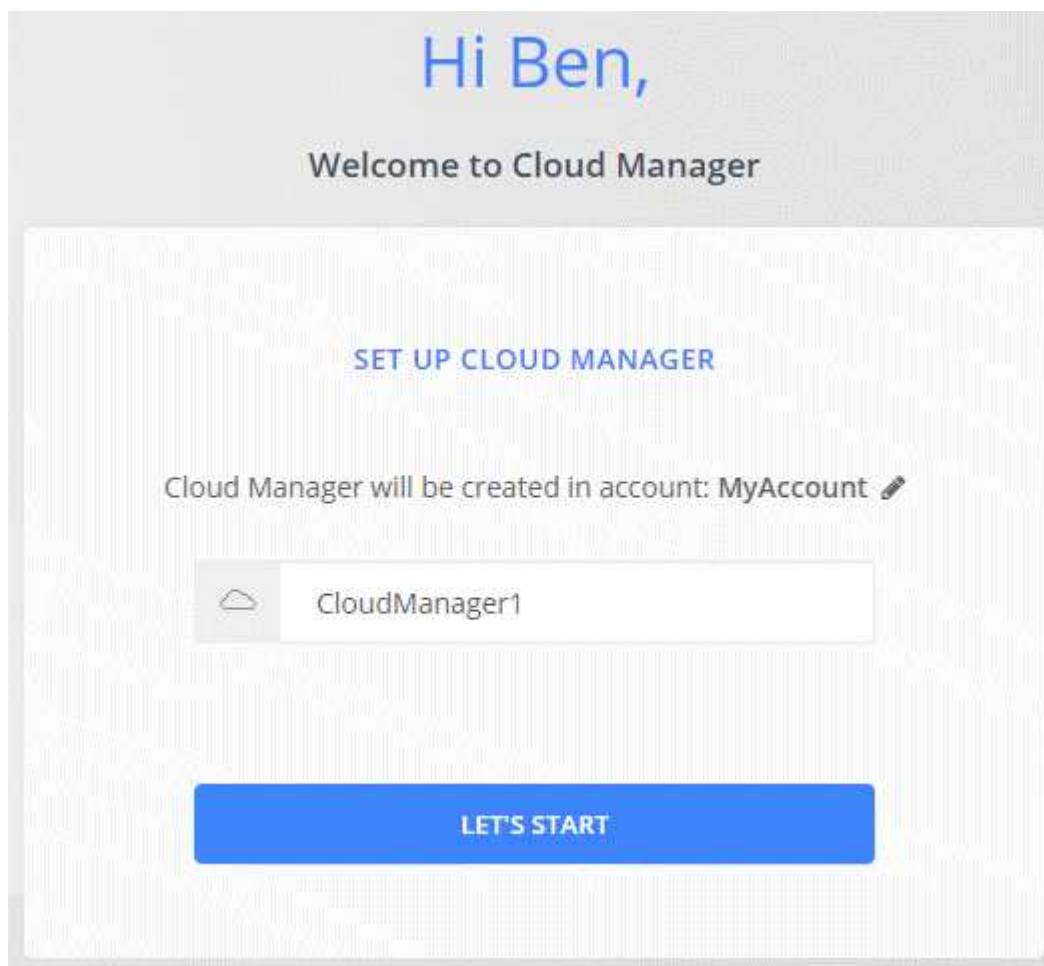 Hi Ben,
Welcome to Cloud Manager
SET UP CLOUD MANAGER
Cloud Manager will be created in account: MyAccount
CloudManager1
LET'S START